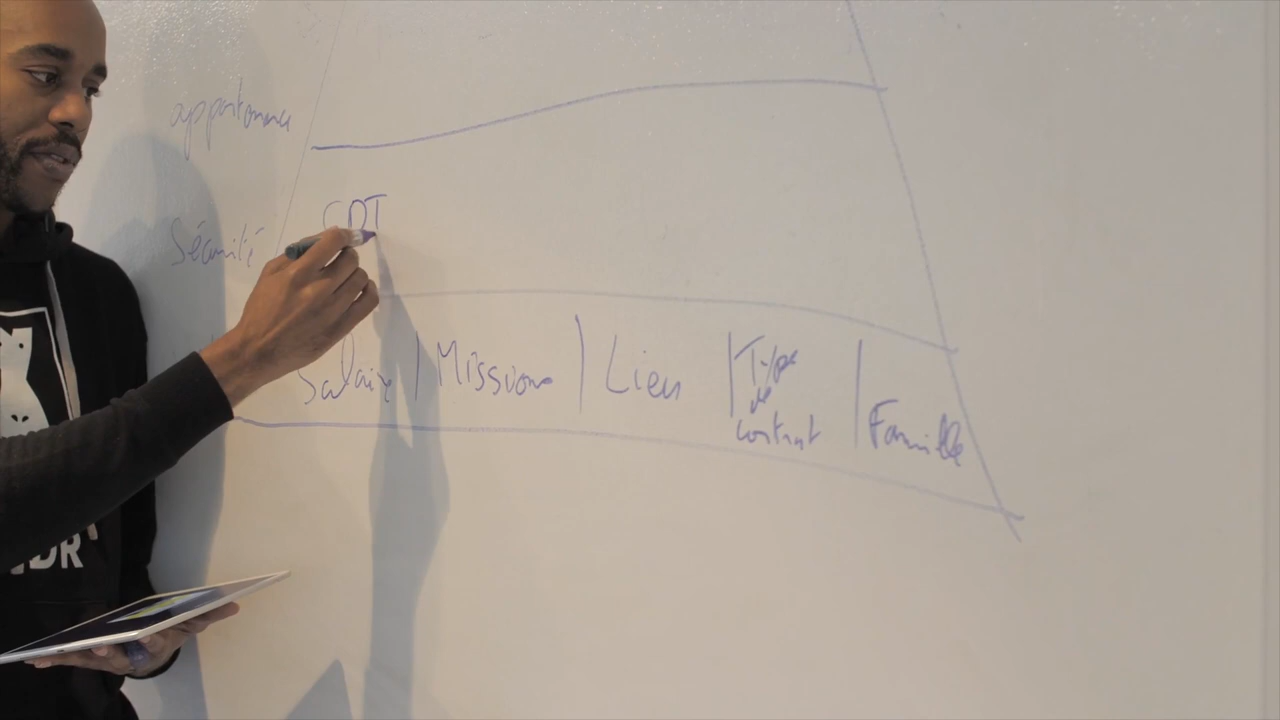 appartenance
Sécurité
CDI
Salaire | Missions | Lieu | Type de contrat | Famille